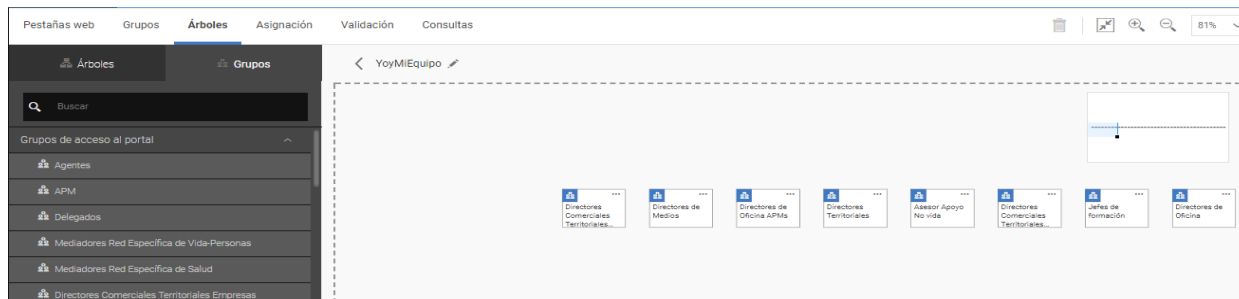 Pestañas web Grupos Árboles Asignación Validación Consultas 81%
Árboles Grupos YoyMiEquipo
Buscar
Grupos de acceso al portal
Agentes
APM
Delegados
Mediadores Red Específica de Vida-Personas
Mediadores Red Específica de Salud
Directores Comerciales Territoriales Empresas
Directores
Comerciales
Territoriales...
Directores de
Medios
Directores de
Oficina APMs
Directores
Territoriales
Asesor Apoyo
No vida
Directores
Comerciales
Territoriales...
Jefes de
formación
Directores de
Oficina